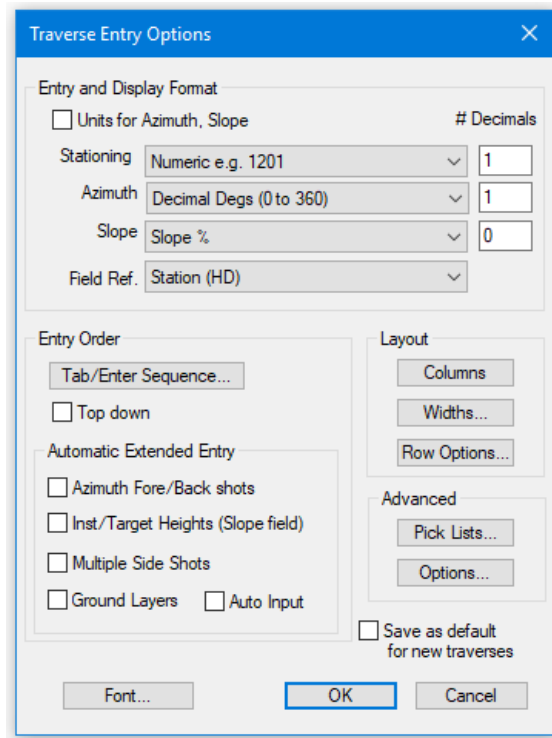 Traverse Entry Options
Entry and Display Format
Units for Azimuth, Slope # Decimals
Stationing Numeric e.g. 1201 1
Azimuth Decimal Degs (0 to 360) 1
Slope Slope % 0
Field Ref. Station (HD)
Entry Order
Tab/Enter Sequence...
Top down
Automatic Extended Entry
Azimuth Fore/Back shots
Inst/Target Heights (Slope field)
Multiple Side Shots
Ground Layers Auto Input
Layout
Columns
Widths...
Row Options...
Advanced
Pick Lists...
Options...
Save as default
for new traverses
Font... OK Cancel